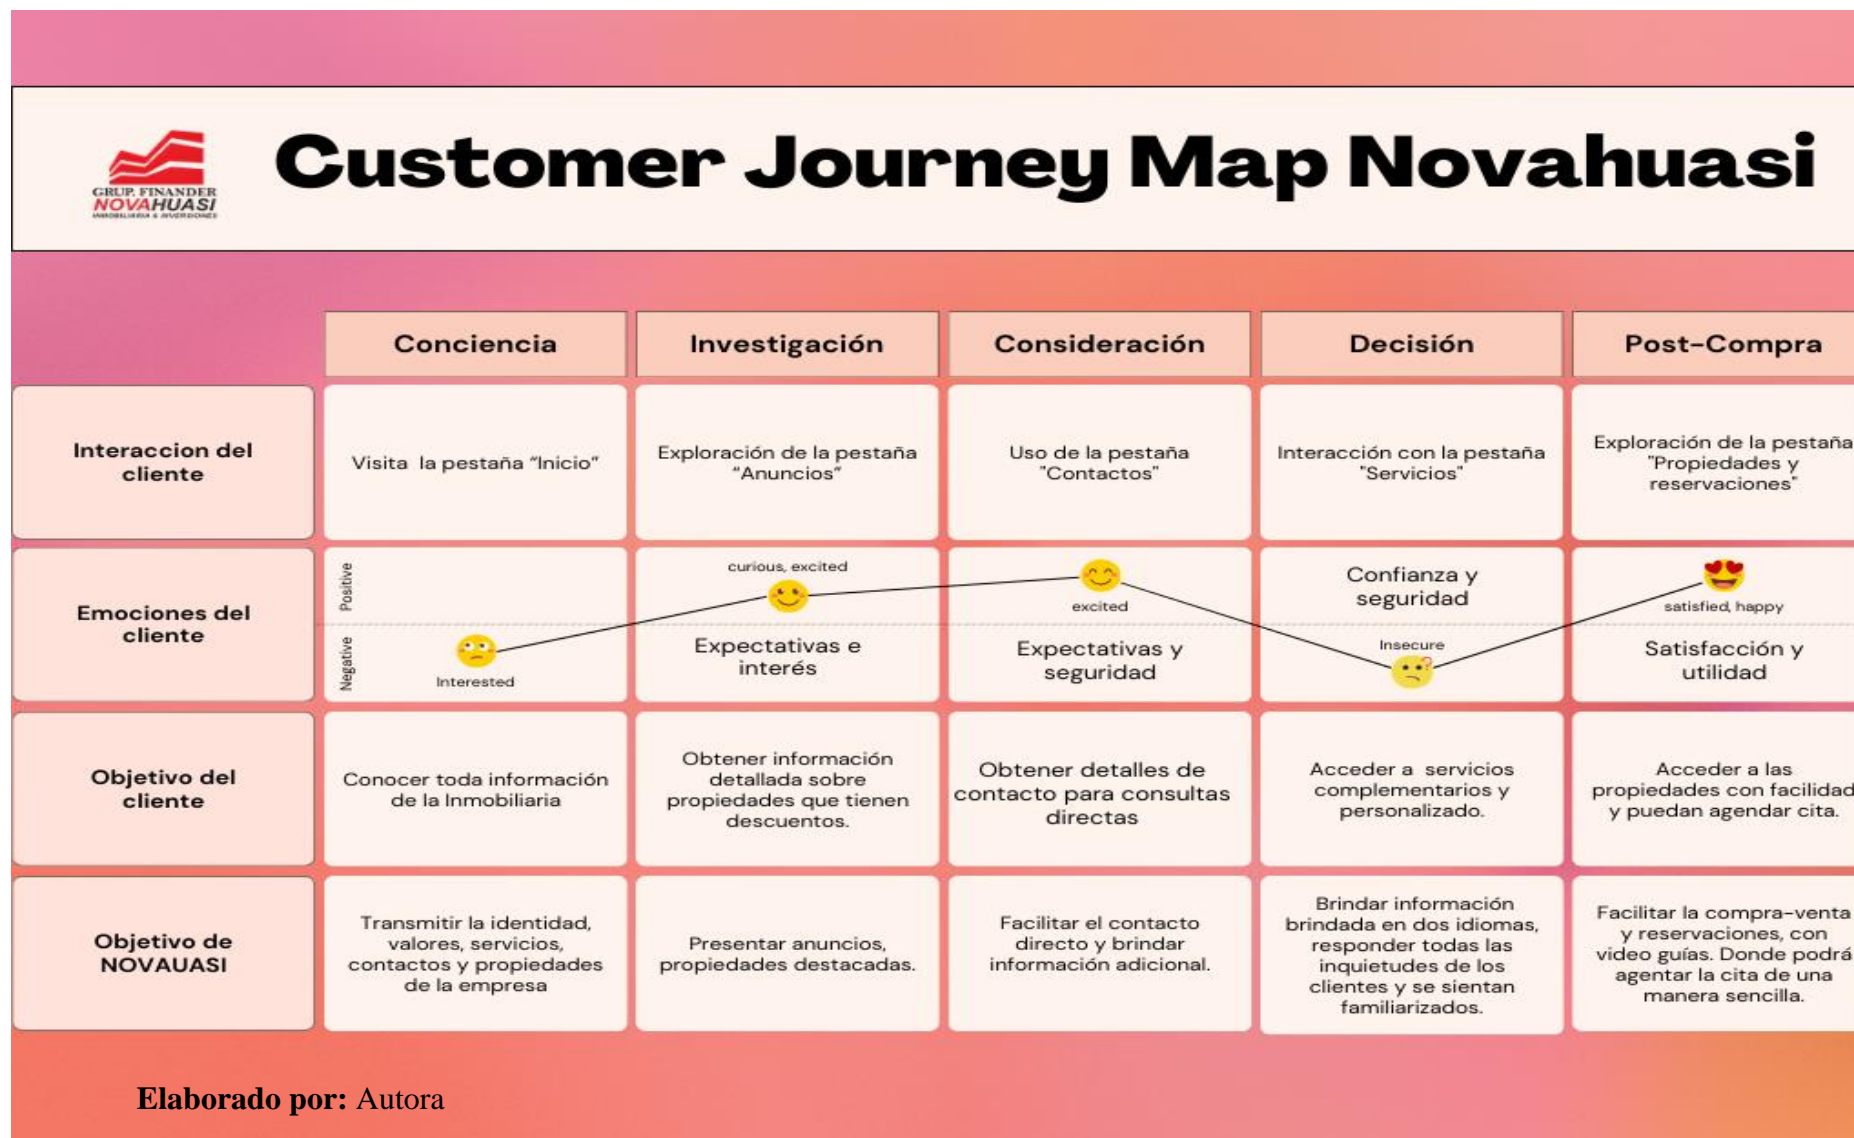 GRUP. FINANDER
NOVAHUASI
INMOBILIARIA & INVERSIONES
Customer Journey Map Novahuasi
Conciencia
Investigación
Consideración
Decisión
Post-Compra
Interaccion del
cliente
Visita la pestaña “Inicio”
Exploración de la pestaña
“Anuncios”
Uso de la pestaña
"Contactos"
Interacción con la pestaña
"Servicios"
Exploración de la pestaña
"Propiedades y
reservaciones"
Emociones del
cliente
Positive
Negative
Interested
curious, excited
Expectativas e
interés
excited
Expectativas y
seguridad
Confianza y
seguridad
Insecure
satisfied, happy
Satisfacción y
utilidad
Objetivo del
cliente
Conocer toda información
de la Inmobiliaria
Obtener información
detallada sobre
propiedades que tienen
descuentos.
Obtener detalles de
contacto para consultas
directas
Acceder a servicios
complementarios y
personalizado.
Acceder a las
propiedades con facilidad
y puedan agendar cita.
Objetivo de
NOVAUASI
Transmitir la identidad,
valores, servicios,
contactos y propiedades
de la empresa
Presentar anuncios,
propiedades destacadas.
Facilitar el contacto
directo y brindar
información adicional.
Brindar información
brindada en dos idiomas,
responder todas las
inquietudes de los
clientes y se sientan
familiarizados.
Facilitar la compra-venta
y reservaciones, con
video guías. Donde podrá
agentar la cita de una
manera sencilla.
Elaborado por: Autora